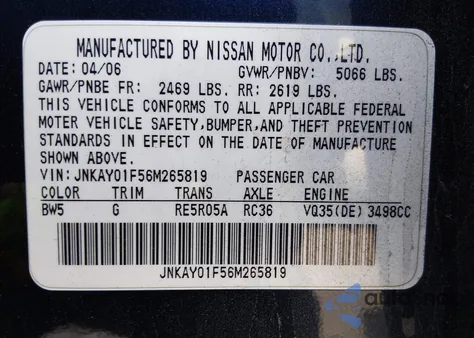 MANUFACTURED BY NISSAN MOTOR CO.,LTD.
DATE: 04/06 GVWR/PNBV: 5066 LBS.
GAWR/PNBE FR: 2469 LBS. RR: 2619 LBS.
THIS VEHICLE CONFORMS TO ALL APPLICABLE FEDERAL
MOTER VEHICLE SAFETY, BUMPER, AND THEFT PREVENTION
STANDARDS IN EFFECT ON THE DATE OF MANUFACTURE
SHOWN ABOVE.
VIN: JNKAY01F56M265819 PASSENGER CAR
COLOR TRIM TRANS AXLE ENGINE
BW5 G RE5R05A RC36 VQ35(DE) 3498CC
JNKAY01F56M265819